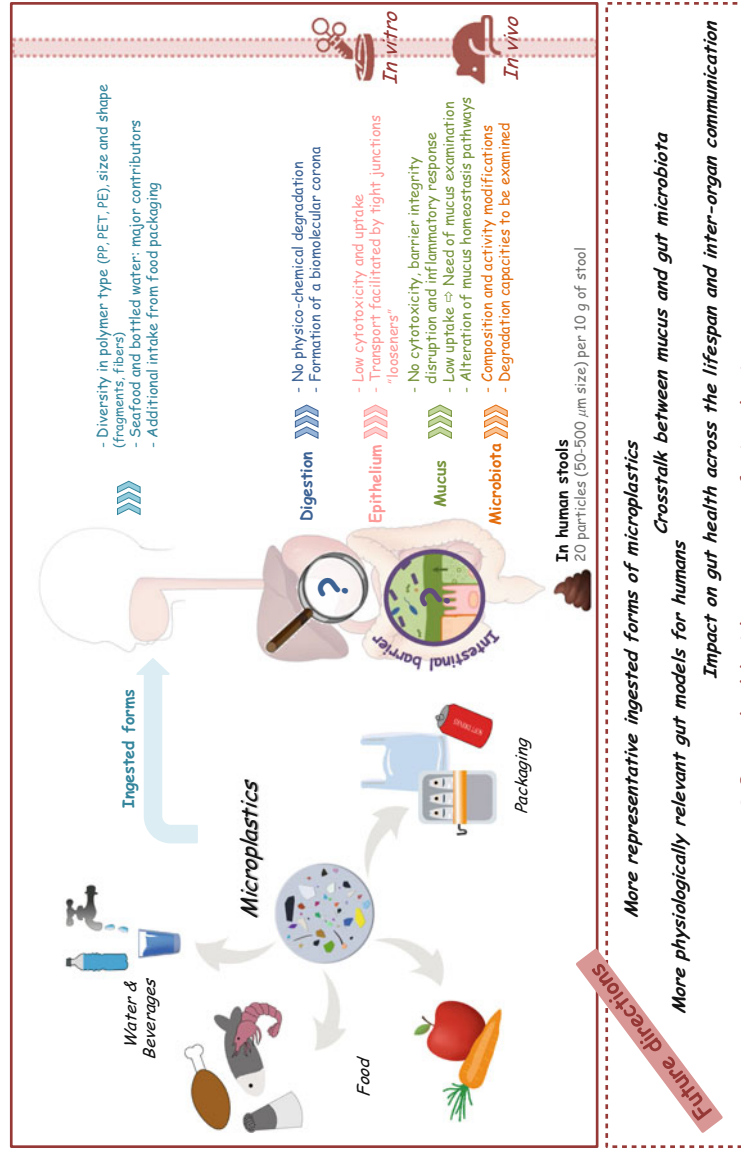 Water &
Beverages
Food
Microplastics
Packaging
HOT DRINKS
Ingested forms
- Diversity in polymer type (PP, PET, PE), size and shape
(fragments, fibers)
- Seafood and bottled water: major contributors
- Additional intake from food packaging
?
?
Intestinal barrier
Digestion
- No physico-chemical degradation
- Formation of a biomolecular corona
Epithelium
- Low cytotoxicity and uptake
- Transport facilitated by tight junctions
"looseners"
Mucus
- No cytotoxicity, barrier integrity
disruption and inflammatory response
- Low uptake ⇨ Need of mucus examination
- Alteration of mucus homeostasis pathways
Microbiota
- Composition and activity modifications
- Degradation capacities to be examined
In vitro
In vivo
In human stools
20 particles (50-500 µm size) per 10 g of stool
Future directions
More representative ingested forms of microplastics
Crosstalk between mucus and gut microbiota
More physiologically relevant gut models for humans
Impact on gut health across the lifespan and inter-organ communication